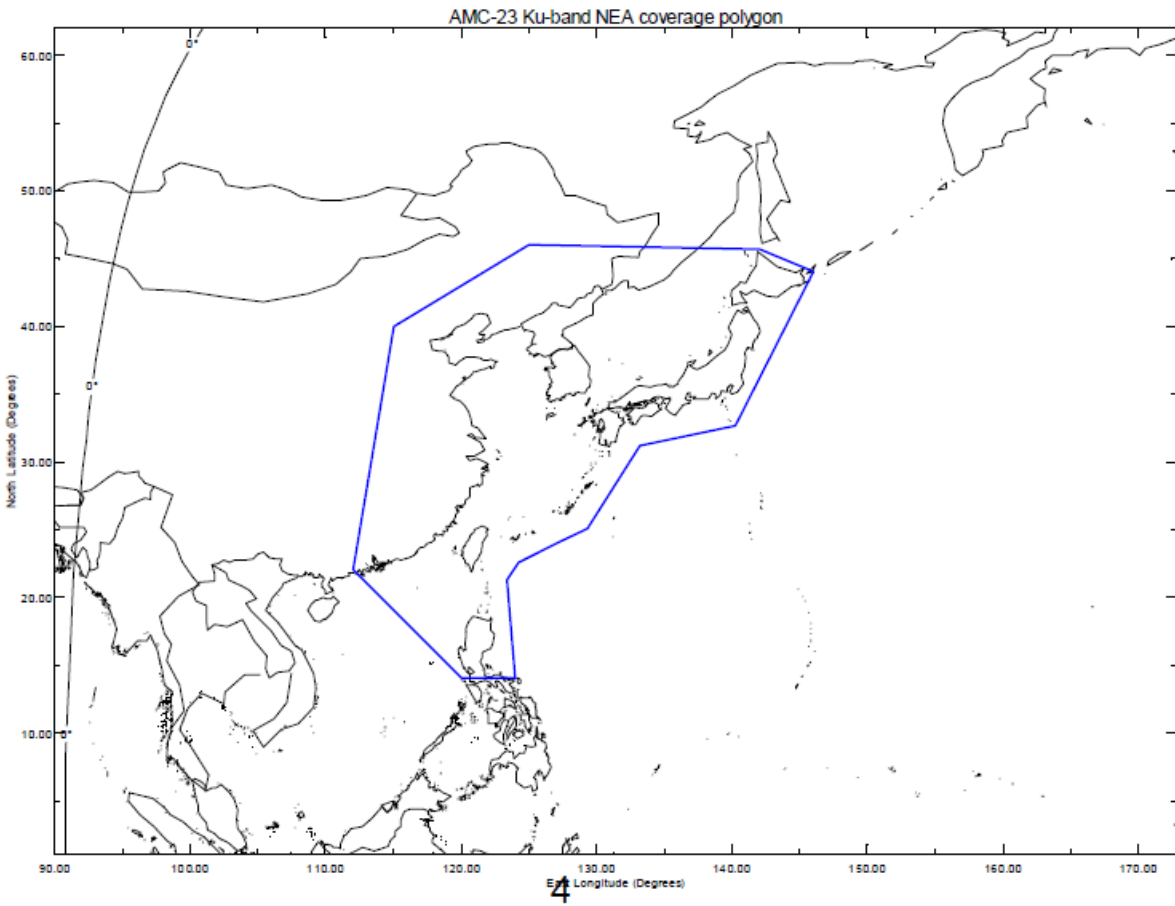 AMC-23 Ku-band NEA coverage polygon
0°
60.00
50.00
40.00
0°
30.00
20.00
10.00
0°
North Latitude (Degrees)
90.00 100.00 110.00 120.00 130.00 140.00 150.00 160.00 170.00
East Longitude (Degrees)
4